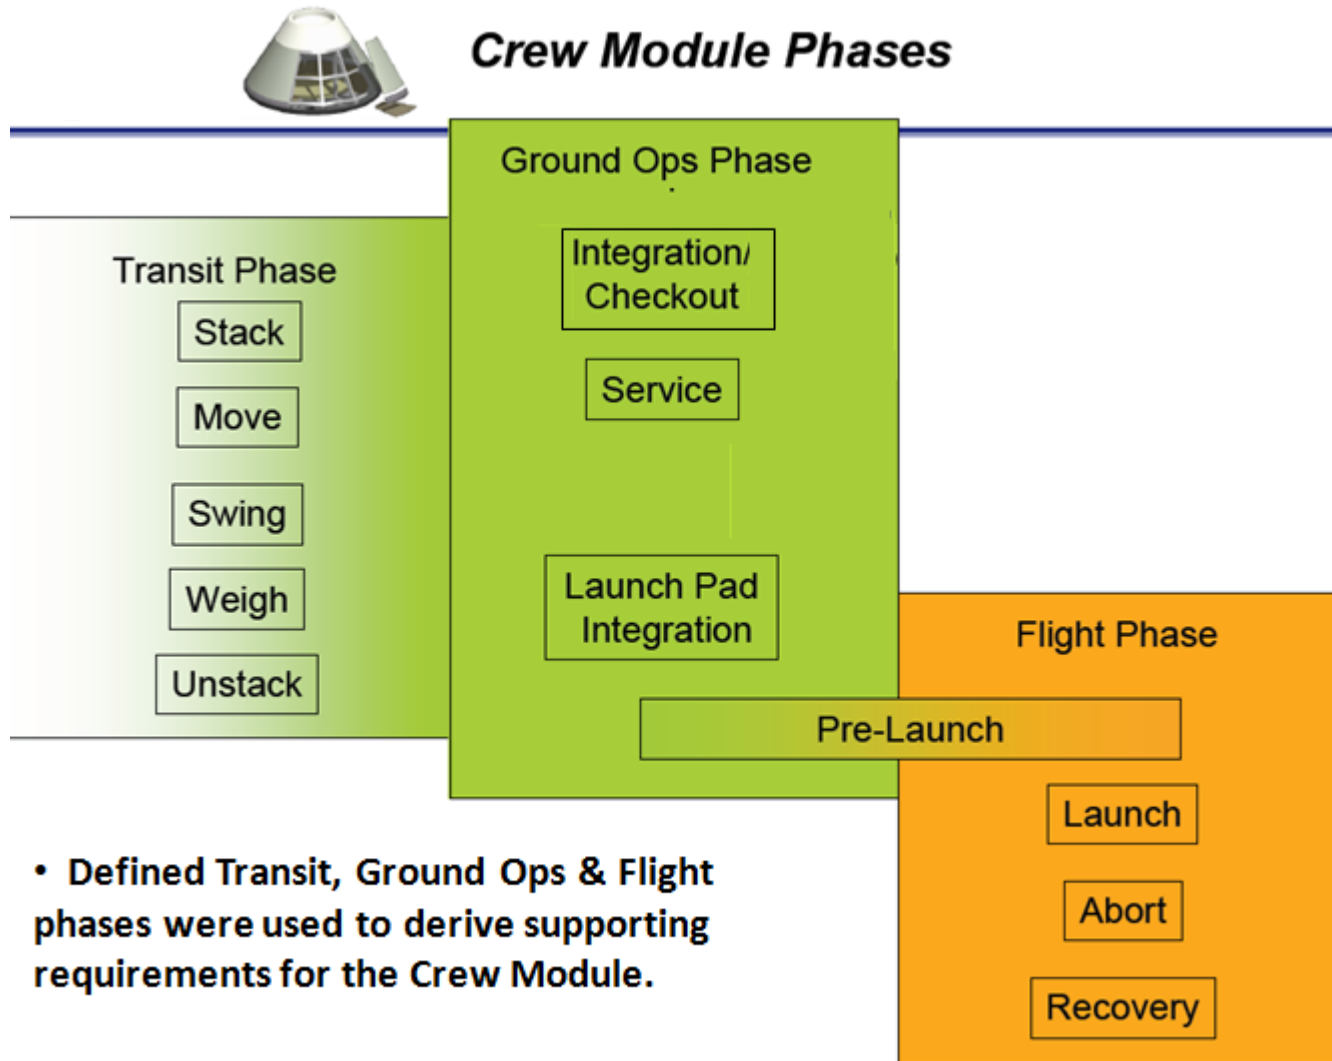 Crew Module Phases
Ground Ops Phase
Integration/
Checkout
Service
Launch Pad
Integration
Transit Phase
Stack
Move
Swing
Weigh
Unstack
Flight Phase
Pre-Launch
Launch
Abort
Recovery
• Defined Transit, Ground Ops & Flight
phases were used to derive supporting
requirements for the Crew Module.